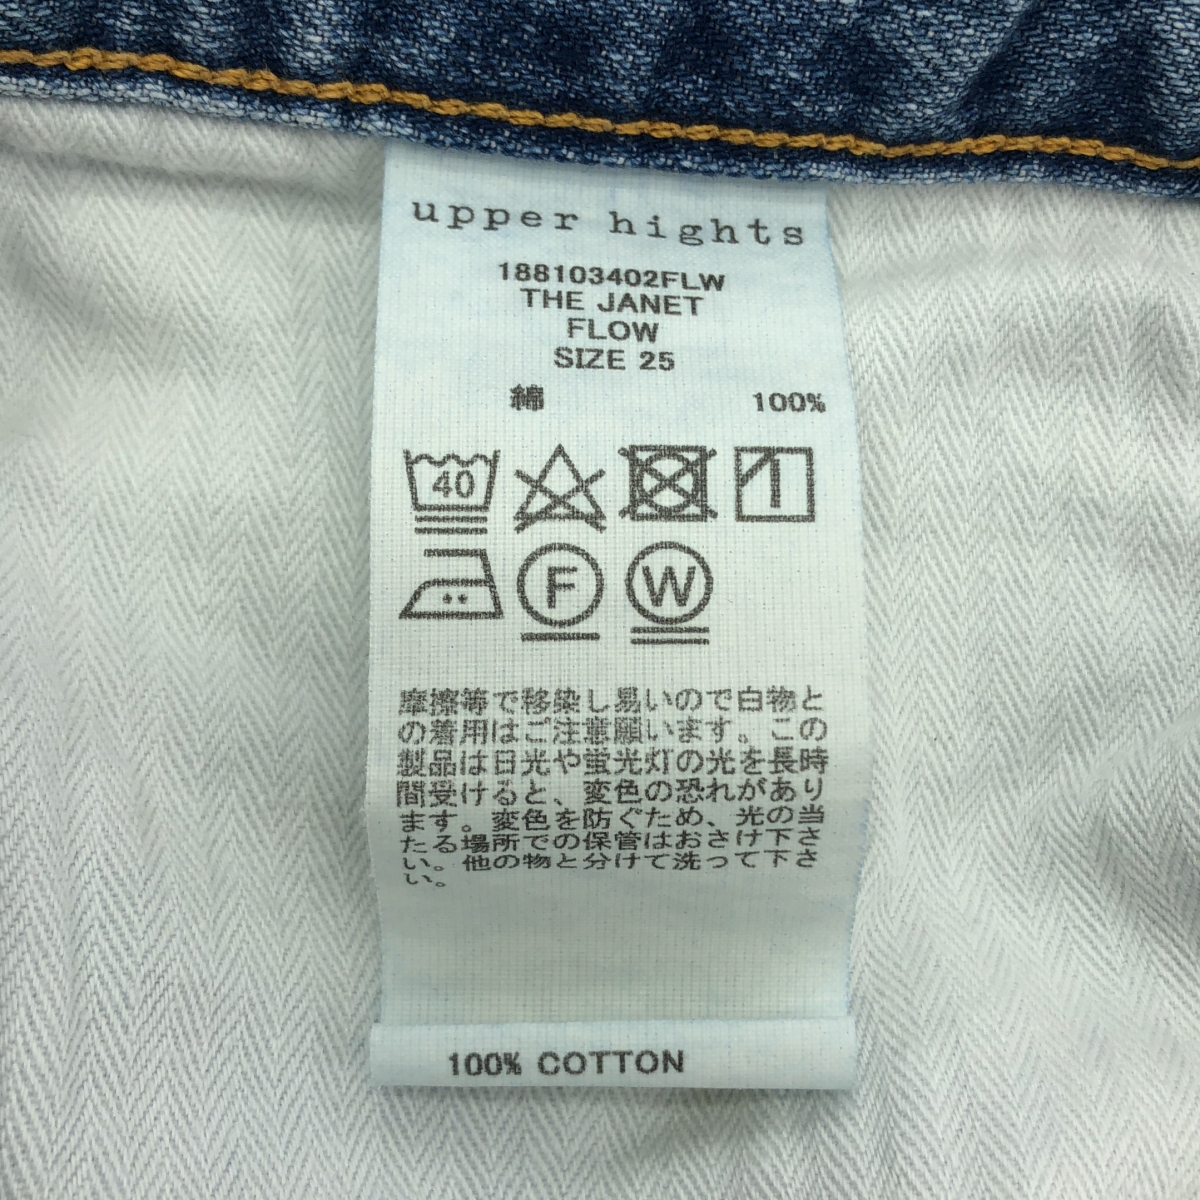 upper hights
188103402FLW
THE JANET
FLOW
SIZE 25
綿 100%
40
F W
摩擦等で移染し易いので白物と
の着用はご注意願います。この
製品は日光や蛍光灯の光を長時
間受けると、変色の恐れがあり
ます。変色を防ぐため、光の当
たる場所での保管はおさけ下さ
い。他の物と分けて洗って下さ
い。
100% COTTON